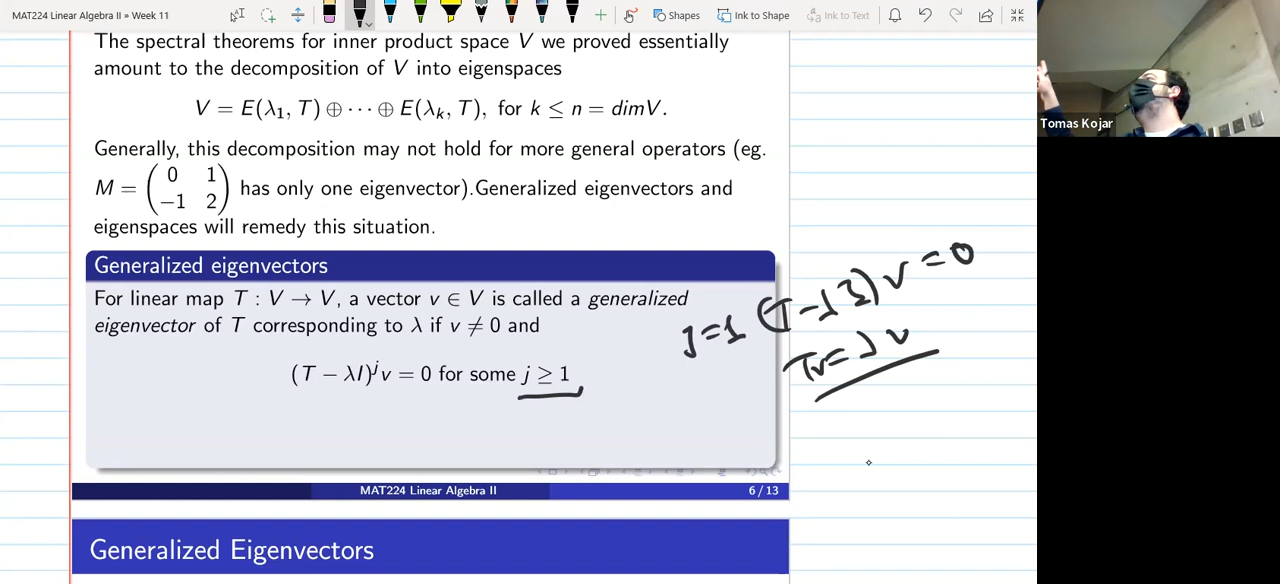 MAT224 Linear Algebra II » Week 11
Shapes
Ink to Shape
Ink to Text
Tomas Kojar
The spectral theorems for inner product space V we proved essentially
amount to the decomposition of V into eigenspaces
V = E(λ₁, T) ⊕ ··· ⊕ E(λₖ, T), for k ≤ n = dimV.
Generally, this decomposition may not hold for more general operators (eg.
M = ( 0 1
-1 2 ) has only one eigenvector).Generalized eigenvectors and
eigenspaces will remedy this situation.
Generalized eigenvectors
For linear map T : V → V, a vector v ∈ V is called a generalized
eigenvector of T corresponding to λ if v ≠ 0 and
(T − λI)ʲv = 0 for some j ≥ 1
j=1 (T-λI)v=0
Tv=λv
MAT224 Linear Algebra II
6/13
Generalized Eigenvectors